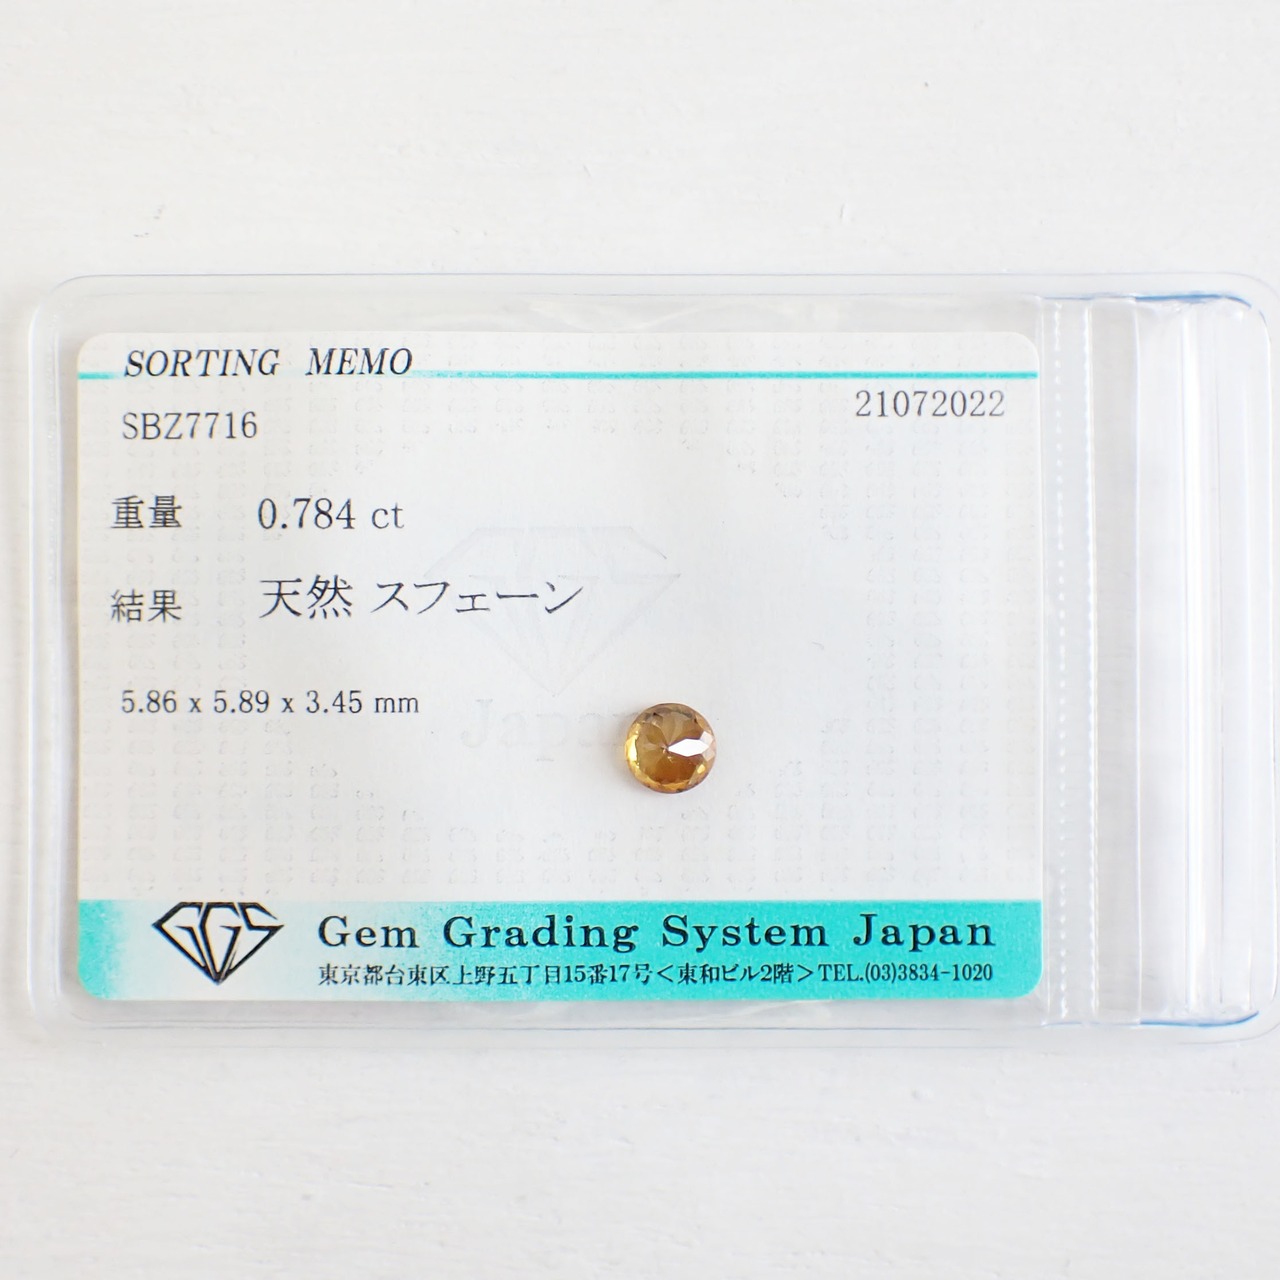 SORTING MEMO
21072022
SBZ7716
重量 0.784 ct
結果 天然 スフェーン
5.86 x 5.89 x 3.45 mm
GGS
Gem Grading System Japan
東京都台東区上野五丁目15番17号＜東和ビル2階＞TEL.(03)3834-1020